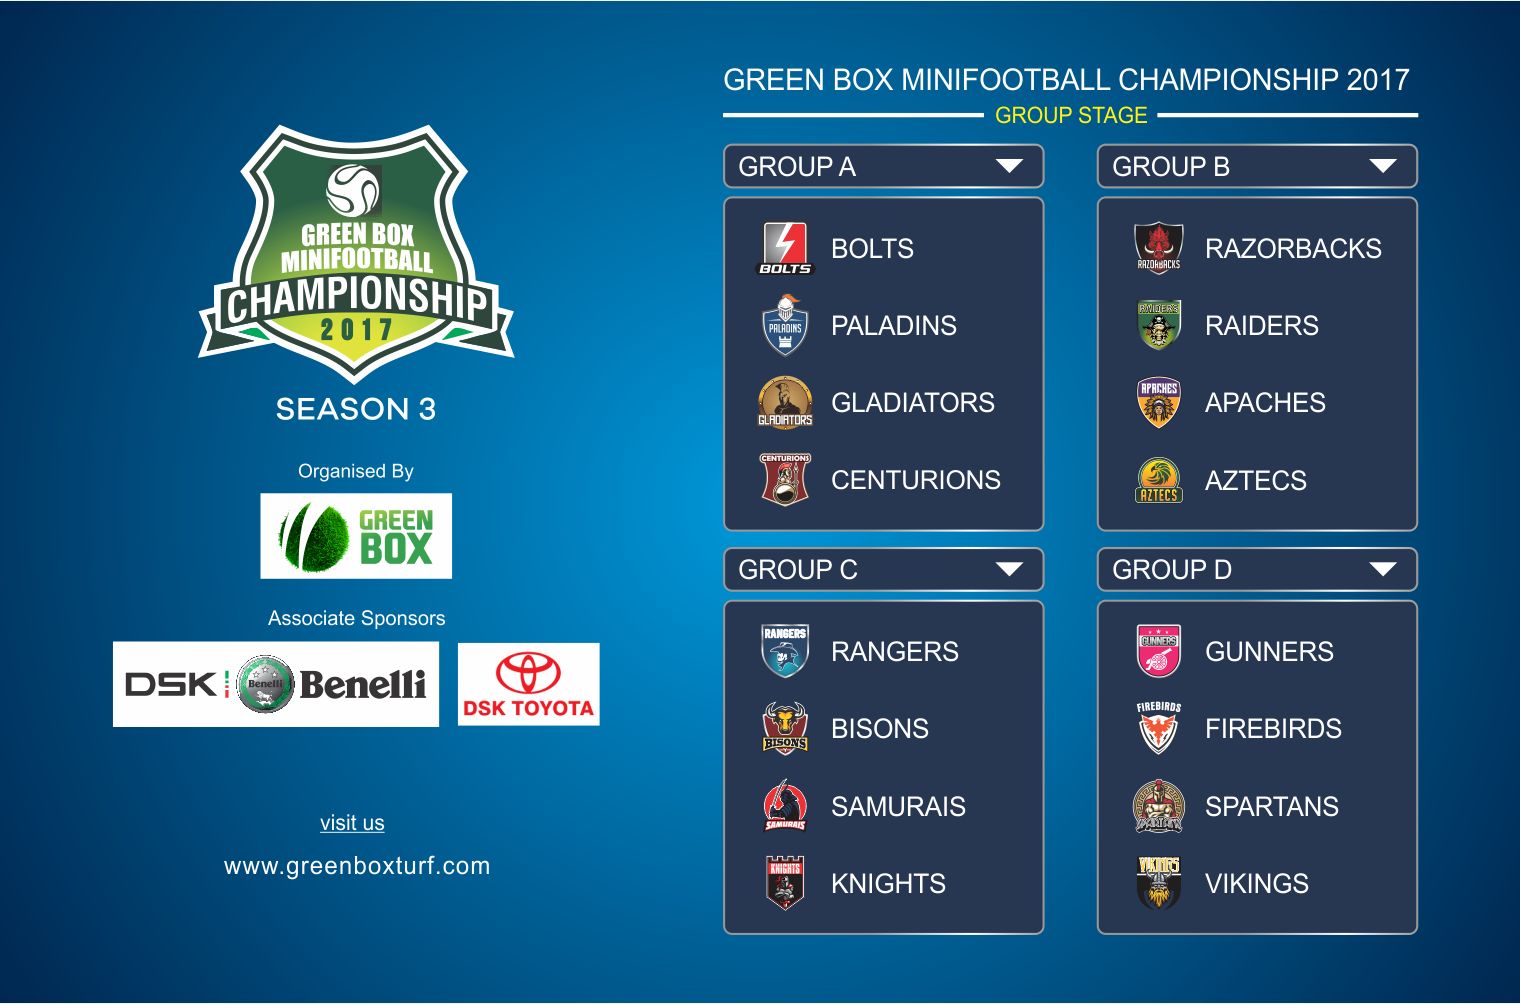 GREEN BOX
MINIFOOTBALL
CHAMPIONSHIP
2017
SEASON 3
Organised By
GREEN
BOX
Associate Sponsors
DSK Benelli Benelli
DSK TOYOTA
visit us
www.greenboxturf.com
GREEN BOX MINIFOOTBALL CHAMPIONSHIP 2017
GROUP STAGE
GROUP A
BOLTS BOLTS
PALADINS PALADINS
GLADIATORS GLADIATORS
CENTURIONS CENTURIONS
GROUP B
RAZORBACKS RAZORBACKS
RAIDERS RAIDERS
APACHES APACHES
AZTECS AZTECS
GROUP C
RANGERS RANGERS
BISONS BISONS
SAMURAIS SAMURAIS
KNIGHTS KNIGHTS
GROUP D
GUNNERS GUNNERS
FIREBIRDS FIREBIRDS
SPARTANS
VIKINGS VIKINGS